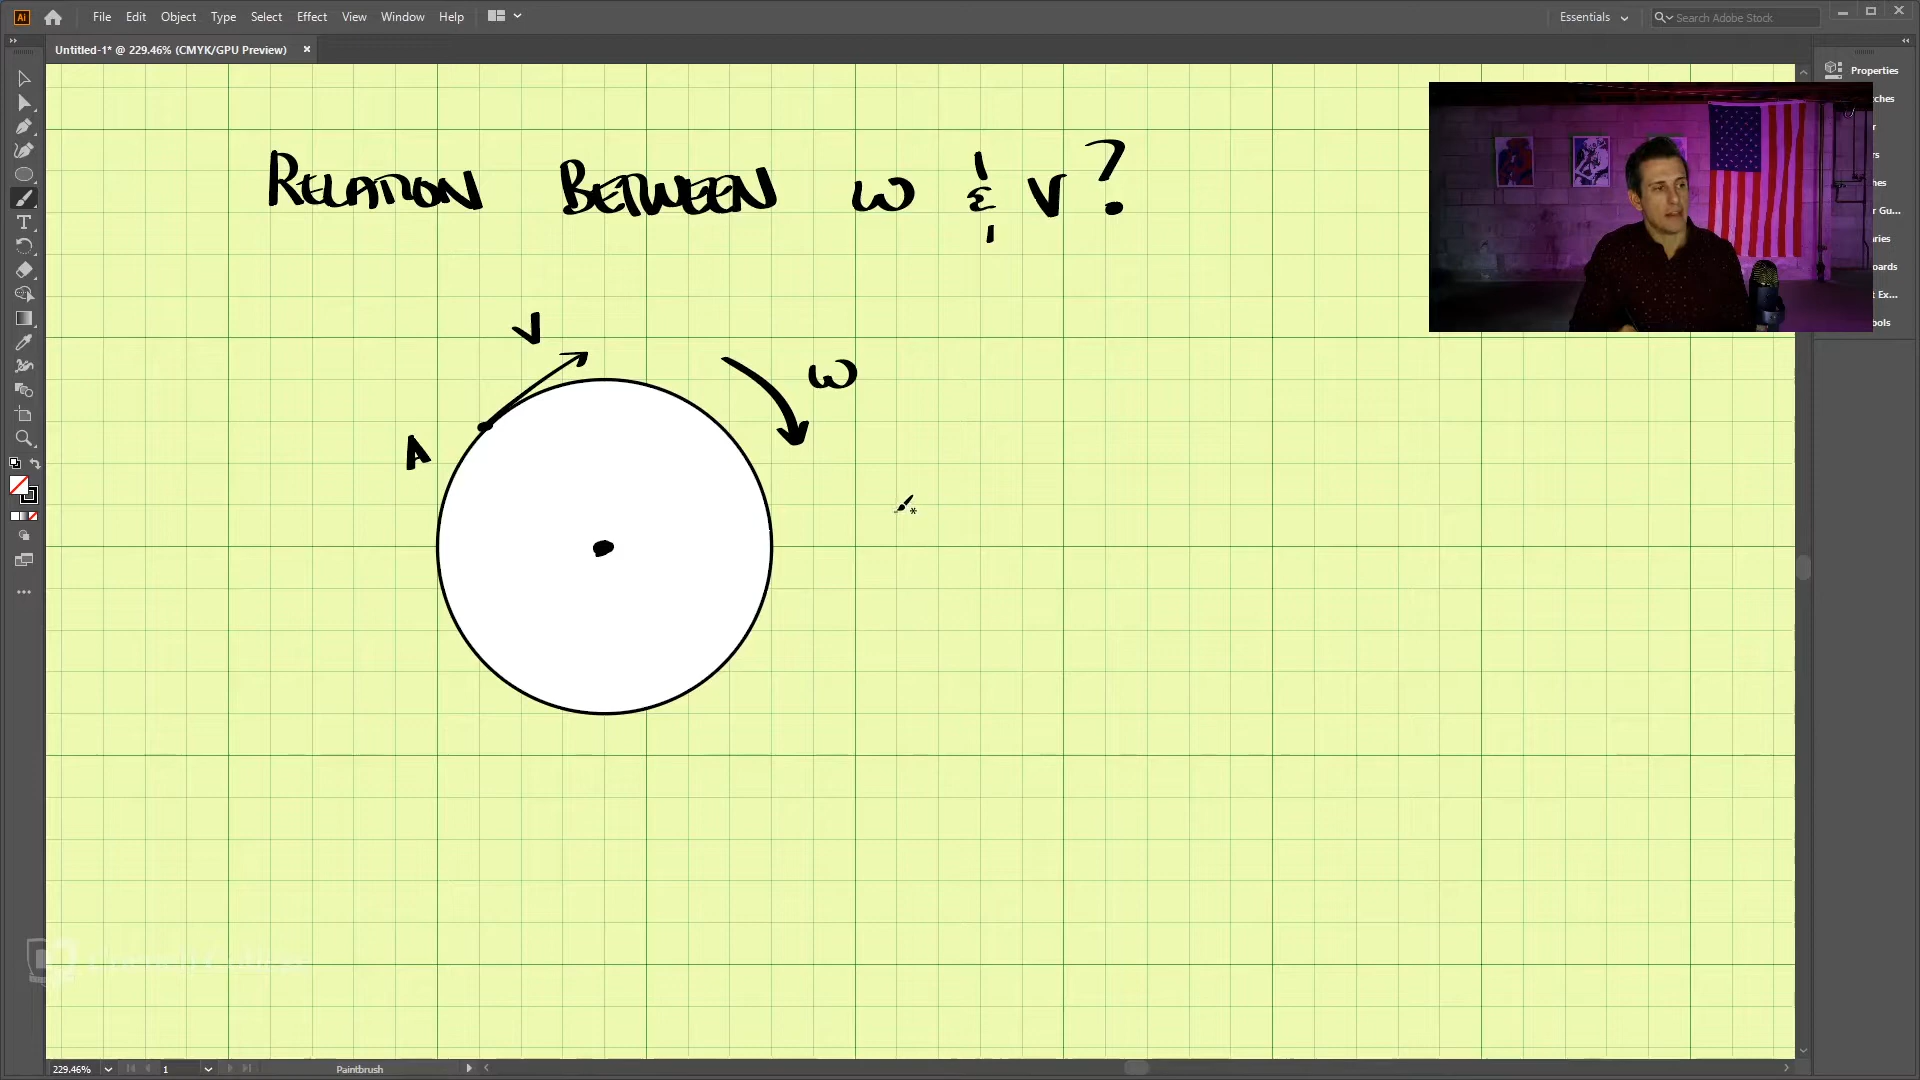 File Edit Object Type Select Effect View Window Help
Essentials
Search Adobe Stock
Untitled-1* @ 229.46% (CMYK/GPU Preview)
Properties
RELATION BETWEEN ω & V?
V
ω
A
229.46%
1
Paintbrush